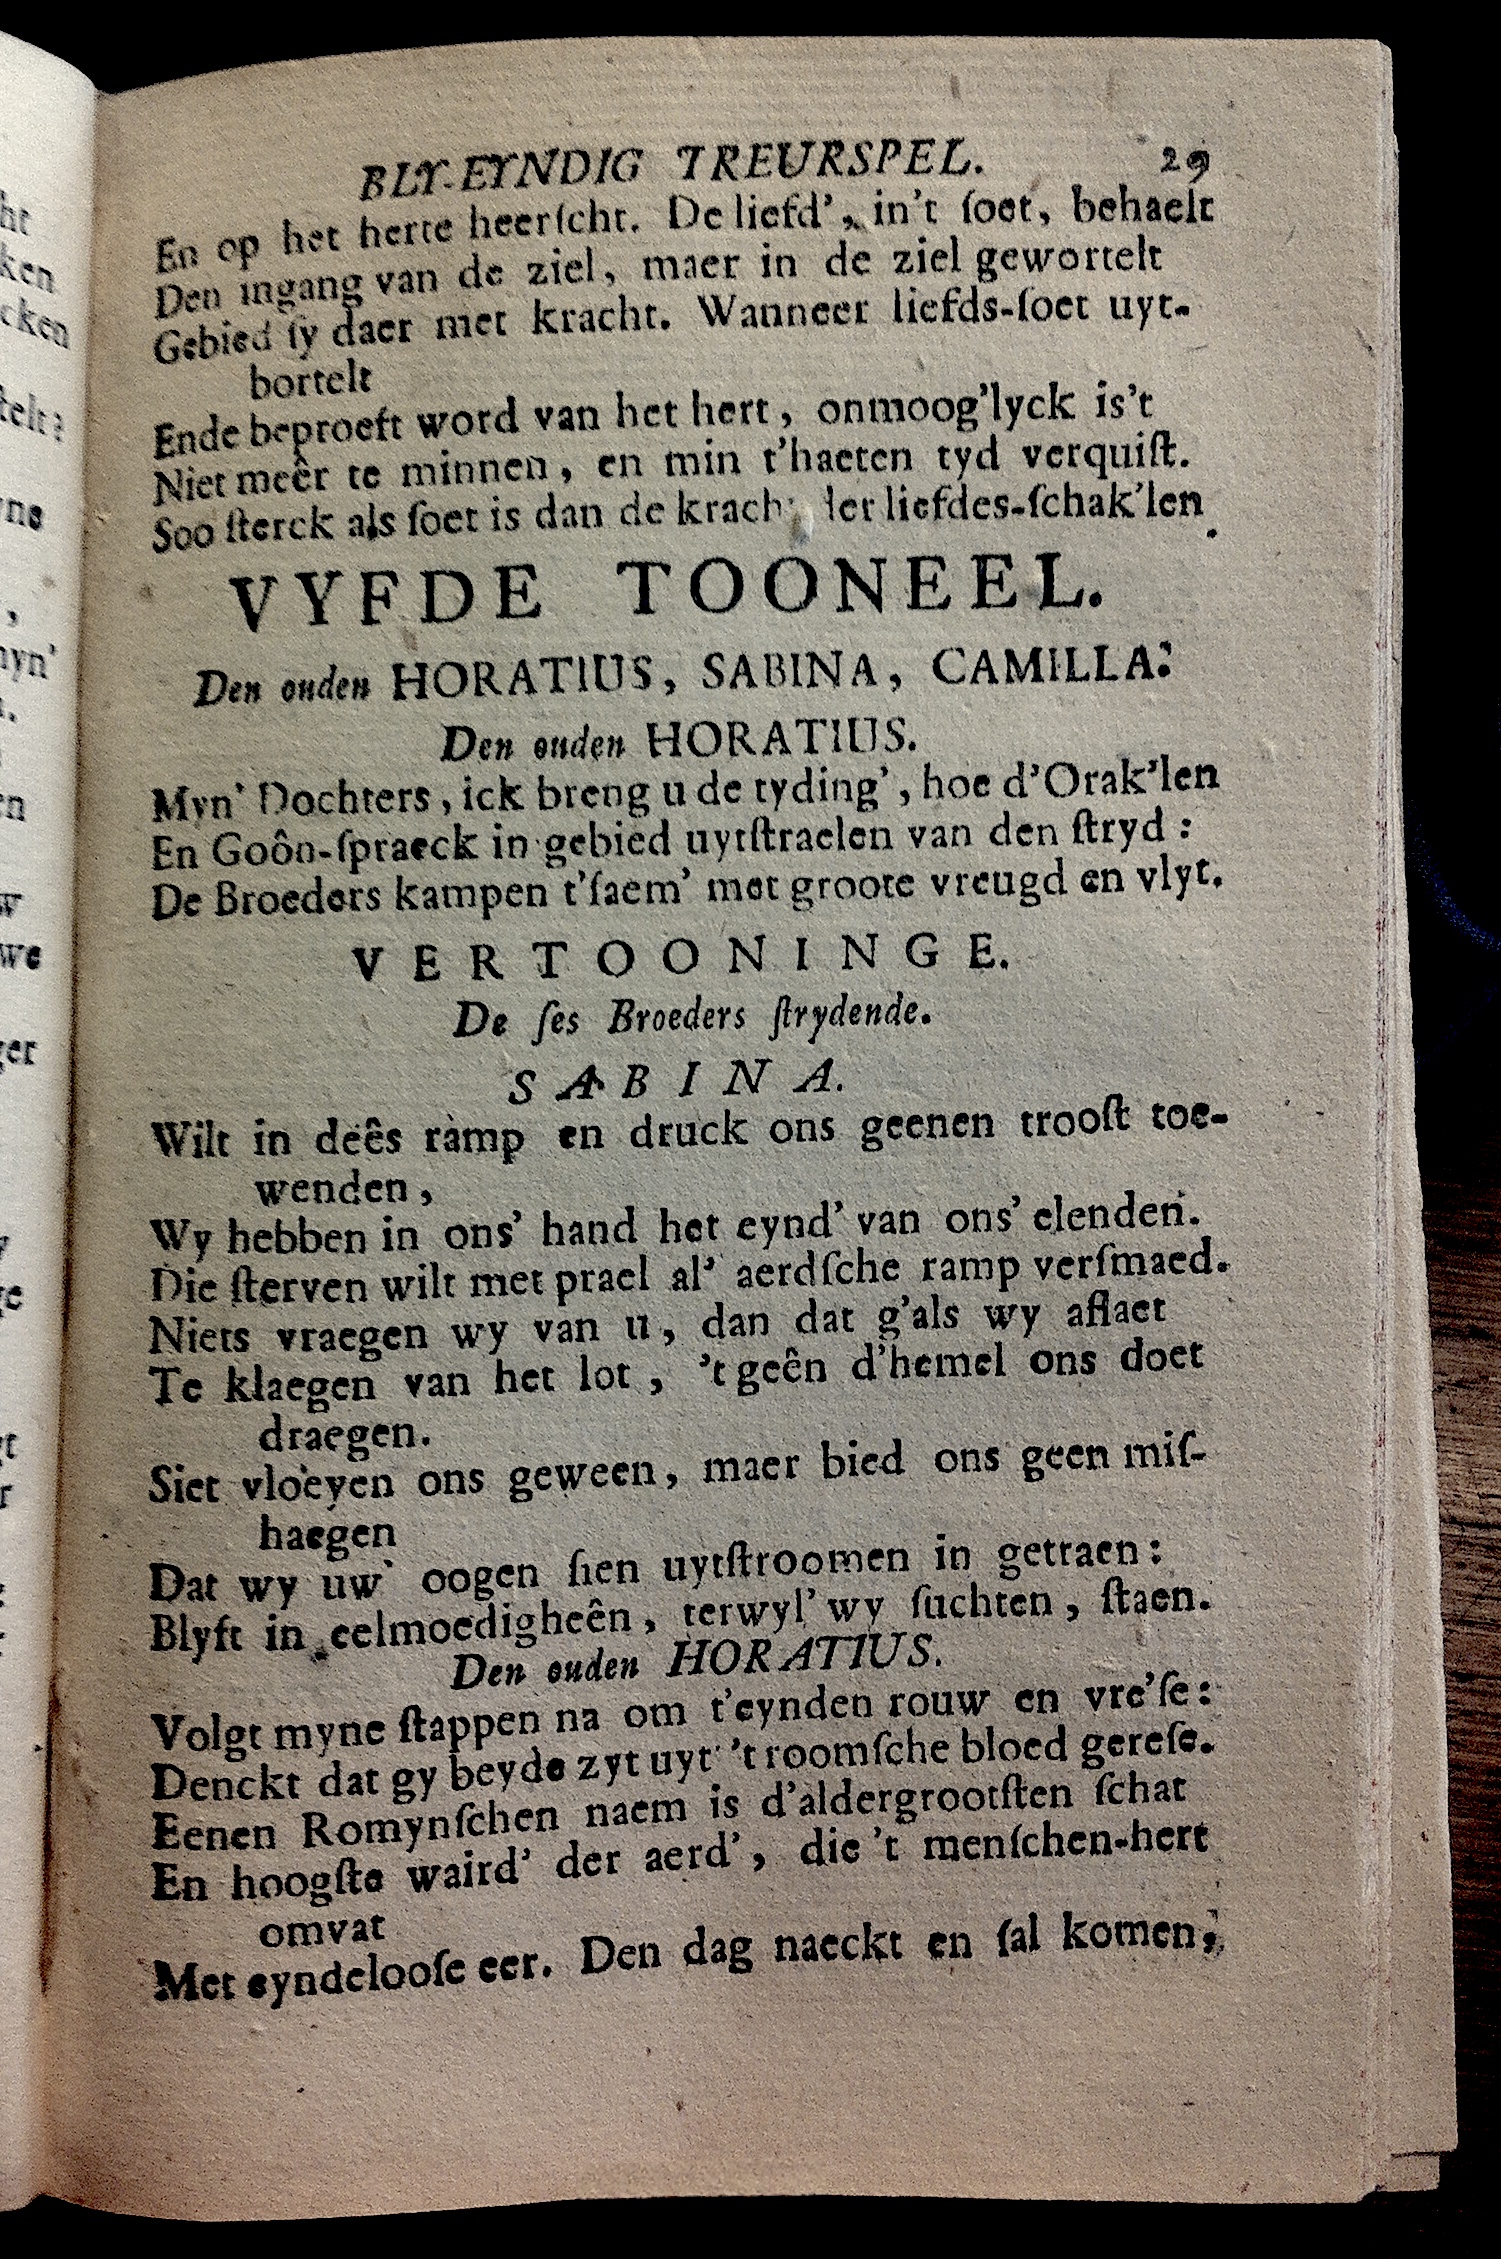 BLY-EYNDIG TREURSPEL. 29
En op het herte heerſcht. De liefd', in't ſoet, behaelt
Den ingang van de ziel, maer in de ziel gewortelt
Gebied ſy daer met kracht. Wanneer liefds-ſoet uyt-
bortelt
Ende beproeft word van het hert, onmoog'lyck is't
Niet meêr te minnen, en min t'haeten tyd verquiſt.
Soo ſterck als ſoet is dan de kracht der liefdes-ſchak'len.
VYFDE TOONEEL.
Den ouden HORATIUS, SABINA, CAMILLA:
Den ouden HORATIUS.
Myn' Dochters, ick breng u de tyding', hoe d'Orak'len
En Goôn-ſpraeck in gebied uytſtraelen van den ſtryd:
De Broeders kampen t'ſaem' met groote vreugd en vlyt.
VERTOONINGE.
De ſes Broeders ſtrydende.
SABINA.
Wilt in deês ramp en druck ons geenen trooſt toe-
wenden,
Wy hebben in ons' hand het eynd' van ons' elenden.
Die ſterven wilt met prael al' aerdſche ramp verſmaed.
Niets vraegen wy van u, dan dat g'als wy aflaet
Te klaegen van het lot, 't geên d'hemel ons doet
draegen.
Siet vloeyen ons geween, maer bied ons geen miſ-
haegen
Dat wy uw' oogen ſien uytſtroomen in getraen:
Blyft in eelmoedigheên, terwyl' wy ſuchten, ſtaen.
Den ouden HORATIUS.
Volgt myne ſtappen na om t'eynden rouw en vre'ſe:
Denckt dat gy beyde zyt uyt 't roomſche bloed gereſe.
Eenen Romynſchen naem is d'aldergrootſten ſchat
En hoogſte waird' der aerd', die 't menſchen-hert
omvat
Met eyndelooſe eer. Den dag naeckt en ſal komen,